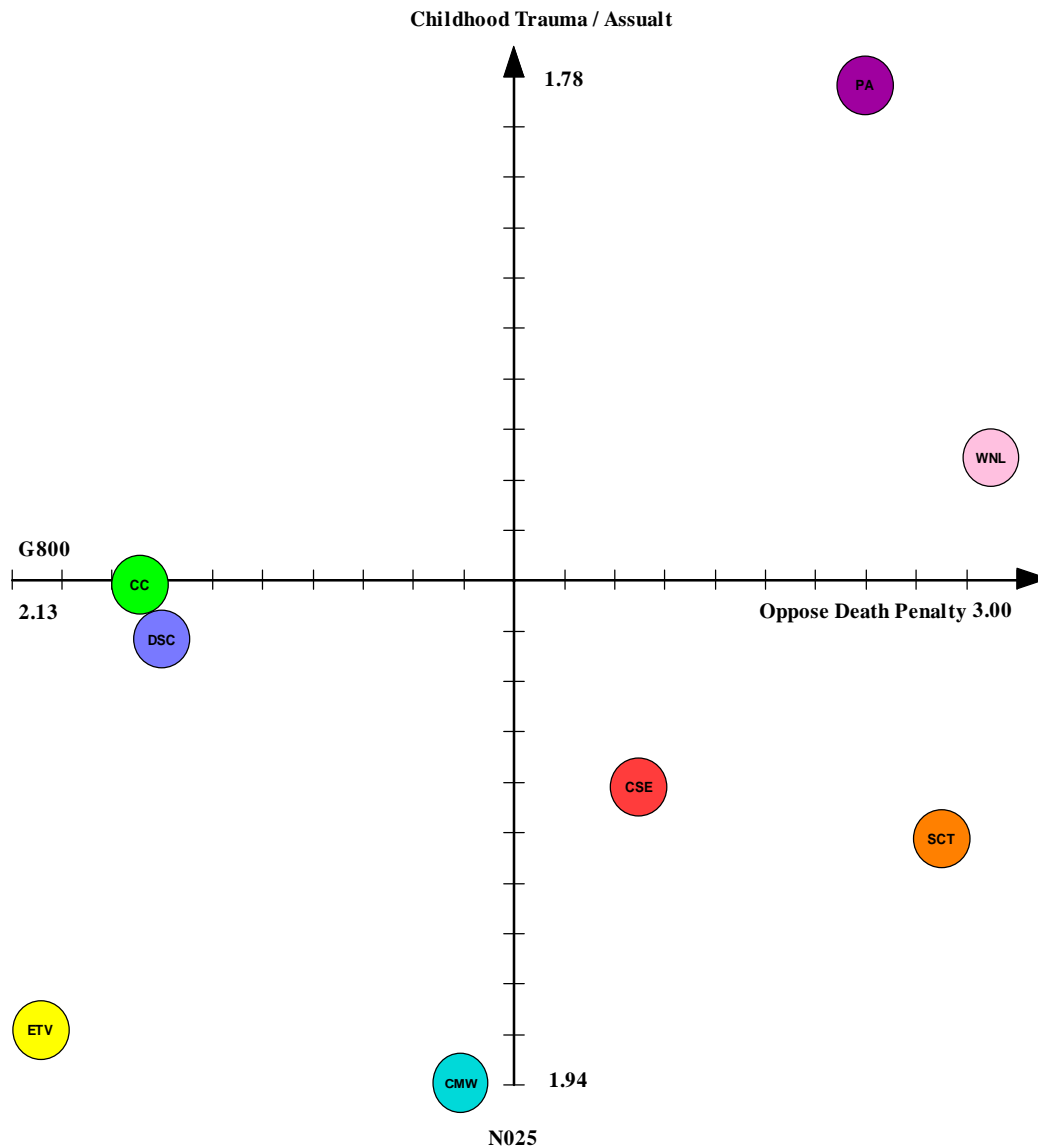 Childhood Trauma / Assualt
1.78
PA
WNL
G800
CC
2.13
Oppose Death Penalty 3.00
DSC
CSE
SCT
ETV
CMW
1.94
N025